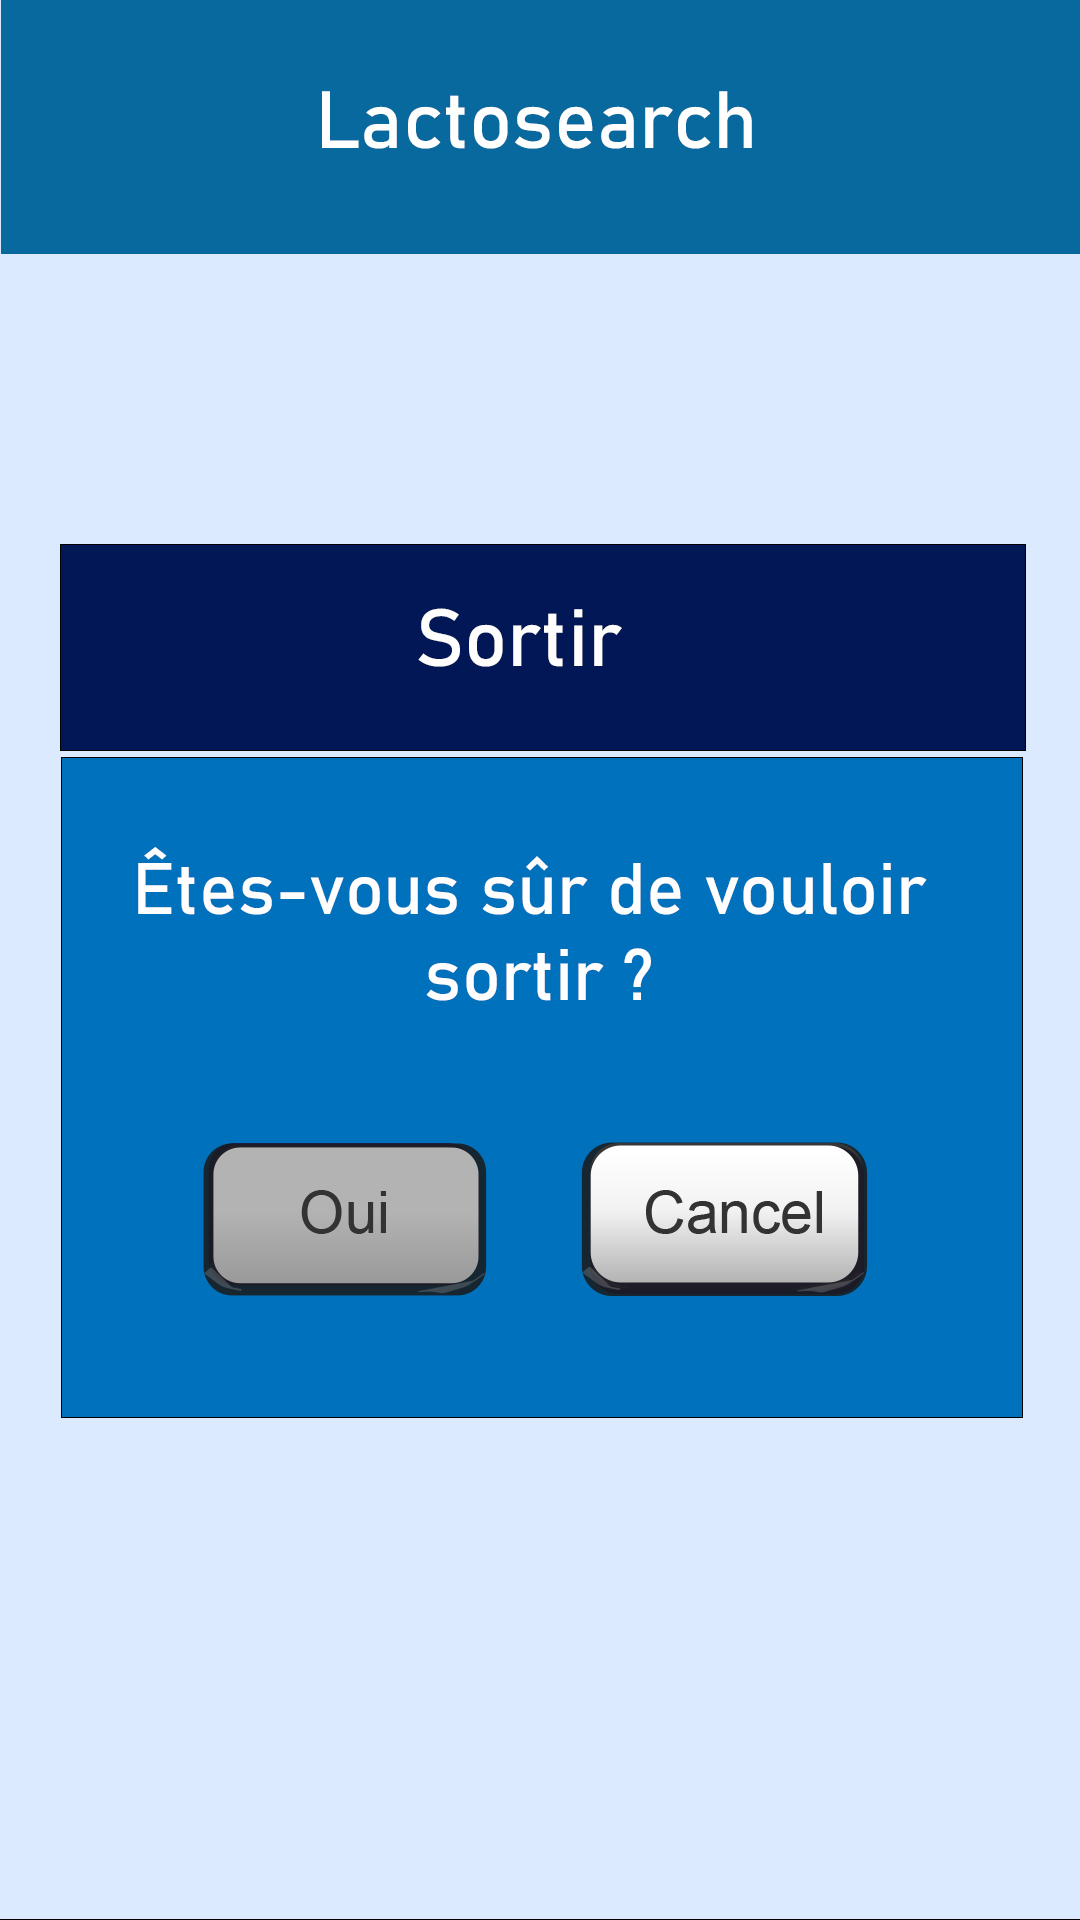 Lactosearch
Sortir
Êtes-vous sûr de vouloir
sortir ?
Oui
Cancel